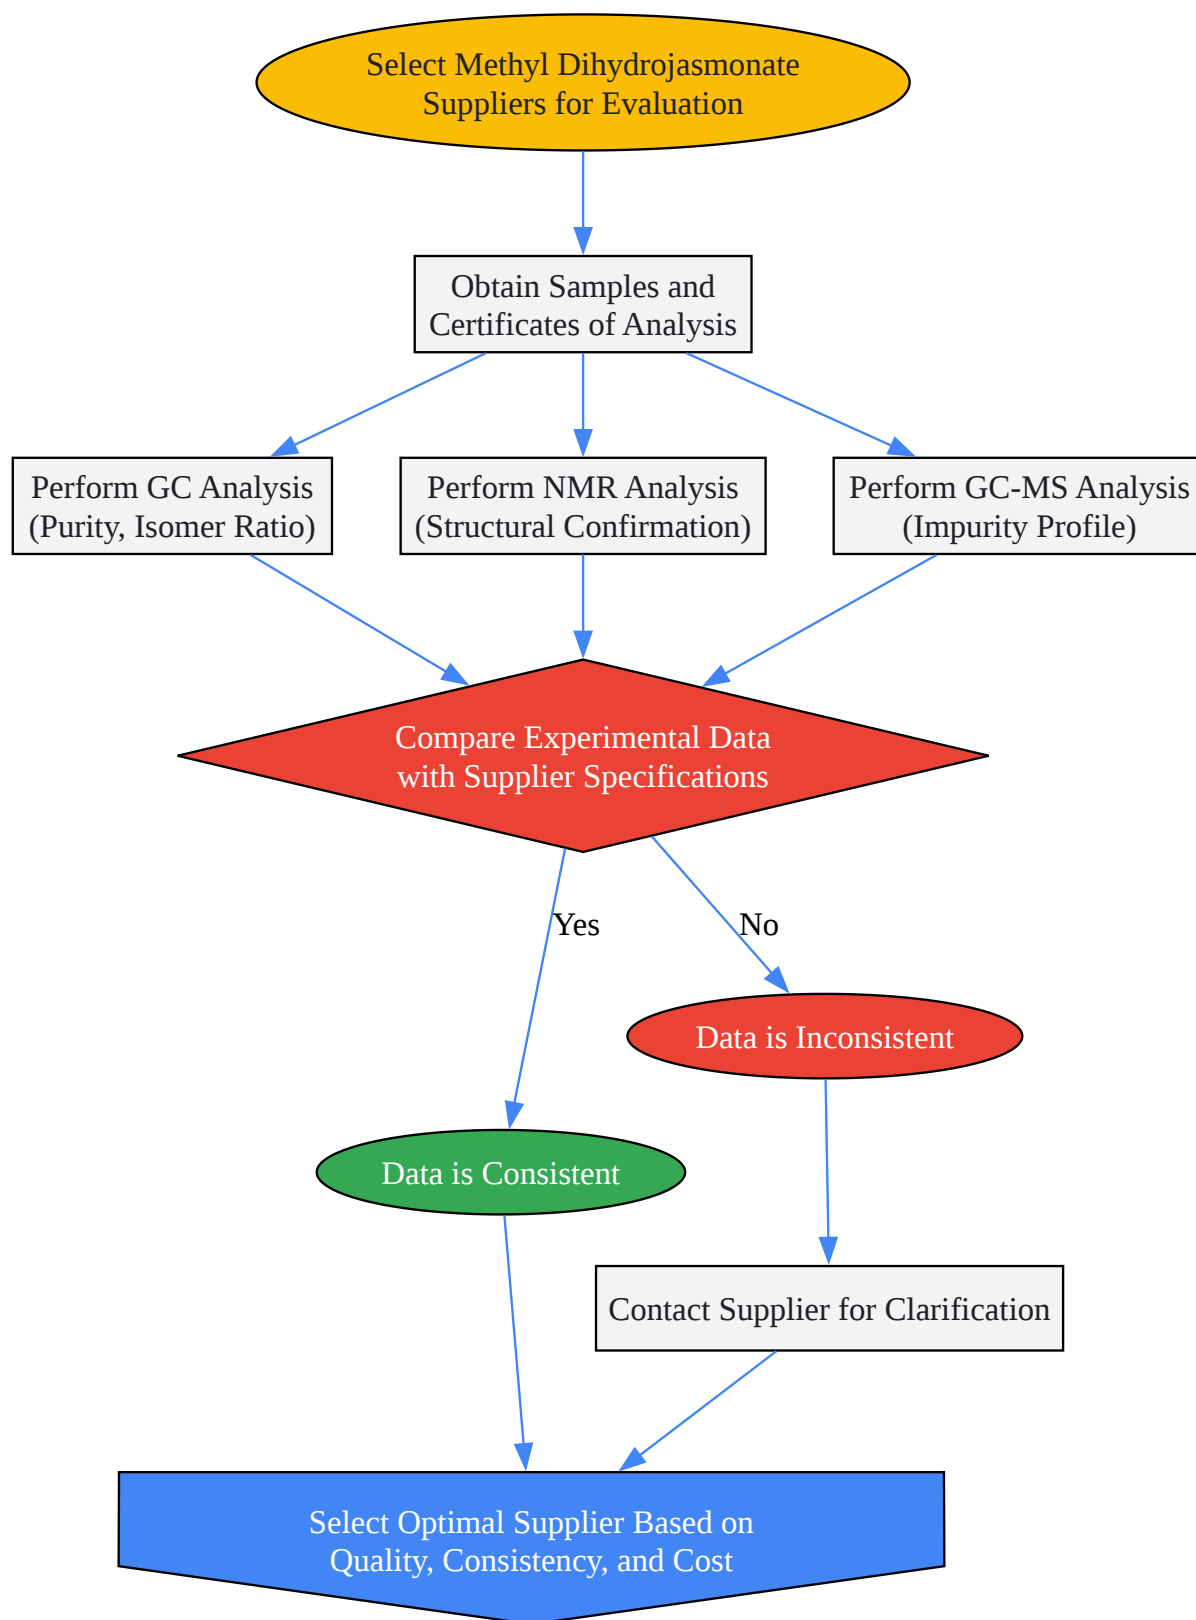 Select Methyl Dihydrojasmonate
Suppliers for Evaluation
Obtain Samples and
Certificates of Analysis
Perform GC Analysis
(Purity, Isomer Ratio)
Perform NMR Analysis
(Structural Confirmation)
Perform GC-MS Analysis
(Impurity Profile)
Compare Experimental Data
with Supplier Specifications
Yes
No
Data is Inconsistent
Data is Consistent
Contact Supplier for Clarification
Select Optimal Supplier Based on
Quality, Consistency, and Cost